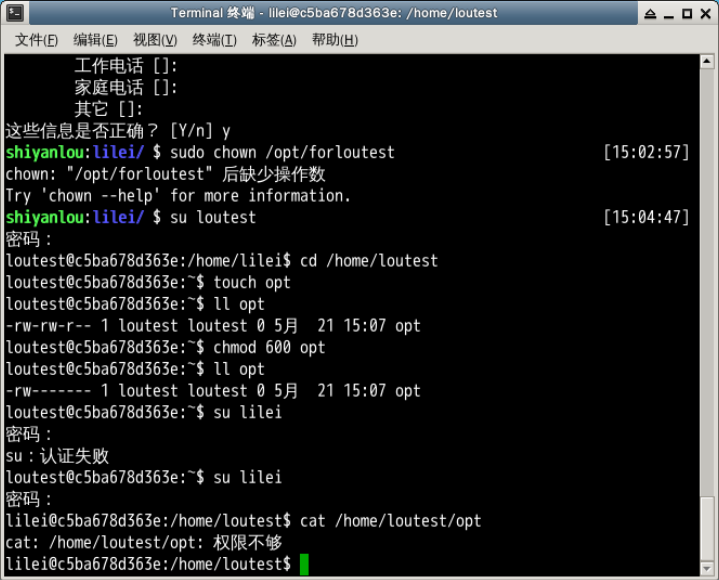 Terminal 终端 - lilei@c5ba678d363e: /home/loutest
文件(F) 编辑(E) 视图(V) 终端(T) 标签(A) 帮助(H)
工作电话 []:
家庭电话 []:
其它 []:
这些信息是否正确？ [Y/n] y
shiyanlou:lilei/ $ sudo chown /opt/forloutest [15:02:57]
chown: "/opt/forloutest" 后缺少操作数
Try 'chown --help' for more information.
shiyanlou:lilei/ $ su loutest [15:04:47]
密码：
loutest@c5ba678d363e:/home/lilei$ cd /home/loutest
loutest@c5ba678d363e:~$ touch opt
loutest@c5ba678d363e:~$ ll opt
-rw-rw-r-- 1 loutest loutest 0 5月  21 15:07 opt
loutest@c5ba678d363e:~$ chmod 600 opt
loutest@c5ba678d363e:~$ ll opt
-rw------- 1 loutest loutest 0 5月  21 15:07 opt
loutest@c5ba678d363e:~$ su lilei
密码：
su：认证失败
loutest@c5ba678d363e:~$ su lilei
密码：
lilei@c5ba678d363e:/home/loutest$ cat /home/loutest/opt
cat: /home/loutest/opt: 权限不够
lilei@c5ba678d363e:/home/loutest$